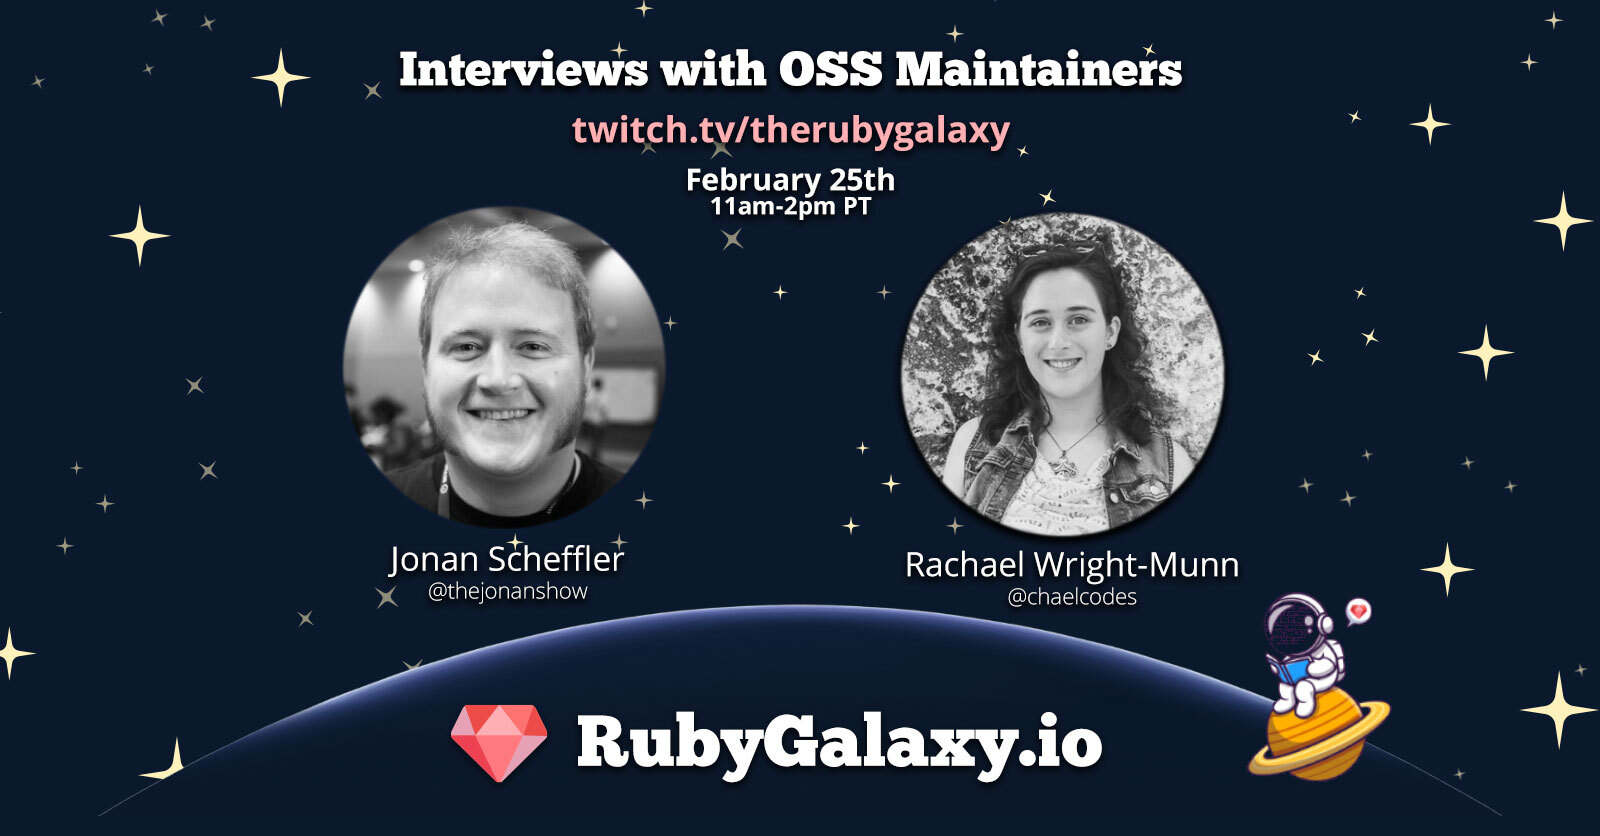 Interviews with OSS Maintainers
twitch.tv/therubygalaxy
February 25th
11am-2pm PT
Jonan Scheffler
@thejonanshow
Rachael Wright-Munn
@chaelcodes
RubyGalaxy.io